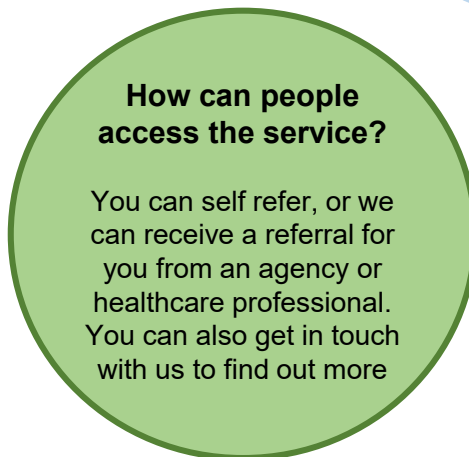 How can people
access the service?
You can self refer, or we
can receive a referral for
you from an agency or
healthcare professional.
You can also get in touch
with us to find out more